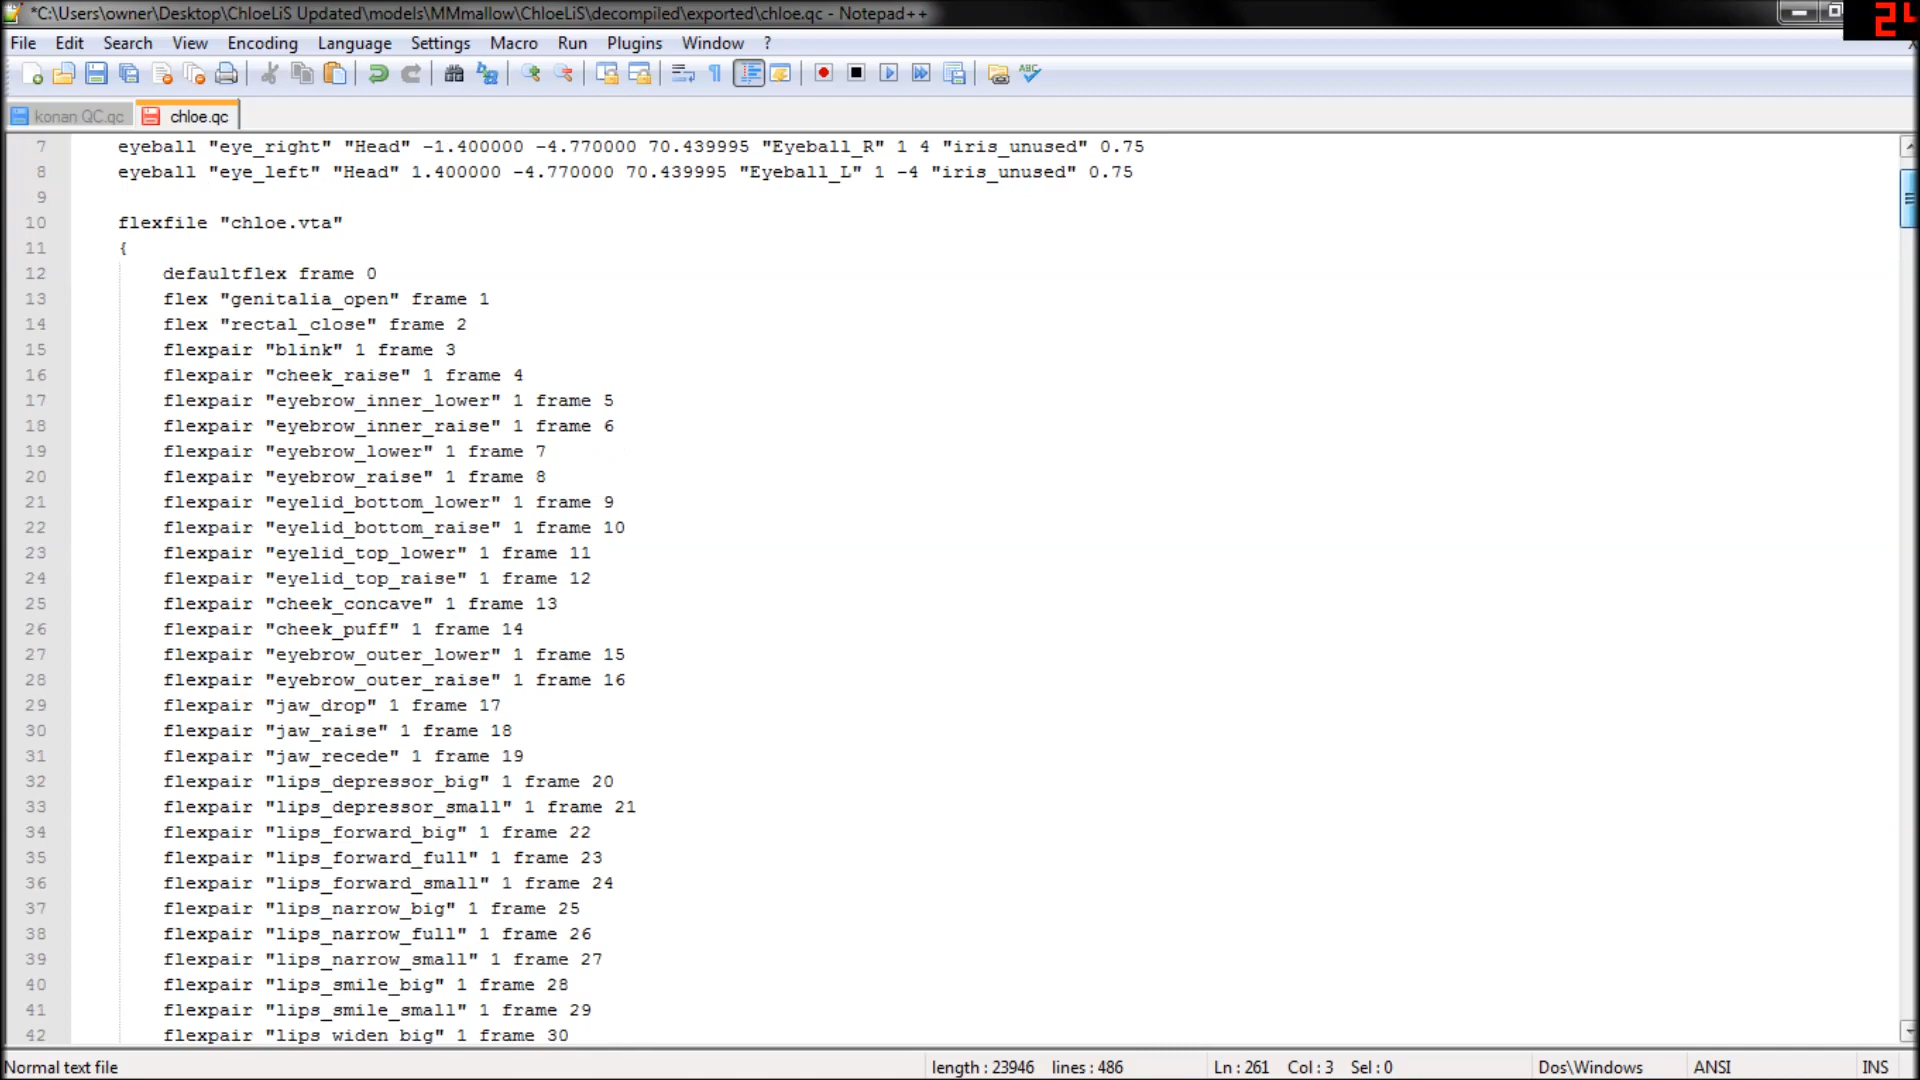 *C:\Users\owner\Desktop\ChloeLiS Updated\models\MMmallow\ChloeLiS\decompiled\exported\chloe.qc - Notepad++
24
File Edit Search View Encoding Language Settings Macro Run Plugins Window ?
konan QC.qc chloe.qc
7 eyeball "eye_right" "Head" -1.400000 -4.770000 70.439995 "Eyeball_R" 1 4 "iris_unused" 0.75
8 eyeball "eye_left" "Head" 1.400000 -4.770000 70.439995 "Eyeball_L" 1 -4 "iris_unused" 0.75
9
10 flexfile "chloe.vta"
11 {
12 defaultflex frame 0
13 flex "genitalia_open" frame 1
14 flex "rectal_close" frame 2
15 flexpair "blink" 1 frame 3
16 flexpair "cheek_raise" 1 frame 4
17 flexpair "eyebrow_inner_lower" 1 frame 5
18 flexpair "eyebrow_inner_raise" 1 frame 6
19 flexpair "eyebrow_lower" 1 frame 7
20 flexpair "eyebrow_raise" 1 frame 8
21 flexpair "eyelid_bottom_lower" 1 frame 9
22 flexpair "eyelid_bottom_raise" 1 frame 10
23 flexpair "eyelid_top_lower" 1 frame 11
24 flexpair "eyelid_top_raise" 1 frame 12
25 flexpair "cheek_concave" 1 frame 13
26 flexpair "cheek_puff" 1 frame 14
27 flexpair "eyebrow_outer_lower" 1 frame 15
28 flexpair "eyebrow_outer_raise" 1 frame 16
29 flexpair "jaw_drop" 1 frame 17
30 flexpair "jaw_raise" 1 frame 18
31 flexpair "jaw_recede" 1 frame 19
32 flexpair "lips_depressor_big" 1 frame 20
33 flexpair "lips_depressor_small" 1 frame 21
34 flexpair "lips_forward_big" 1 frame 22
35 flexpair "lips_forward_full" 1 frame 23
36 flexpair "lips_forward_small" 1 frame 24
37 flexpair "lips_narrow_big" 1 frame 25
38 flexpair "lips_narrow_full" 1 frame 26
39 flexpair "lips_narrow_small" 1 frame 27
40 flexpair "lips_smile_big" 1 frame 28
41 flexpair "lips_smile_small" 1 frame 29
42 flexpair "lips_widen_big" 1 frame 30
Normal text file length : 23946 lines : 486 Ln : 261 Col : 3 Sel : 0 Dos\Windows ANSI INS